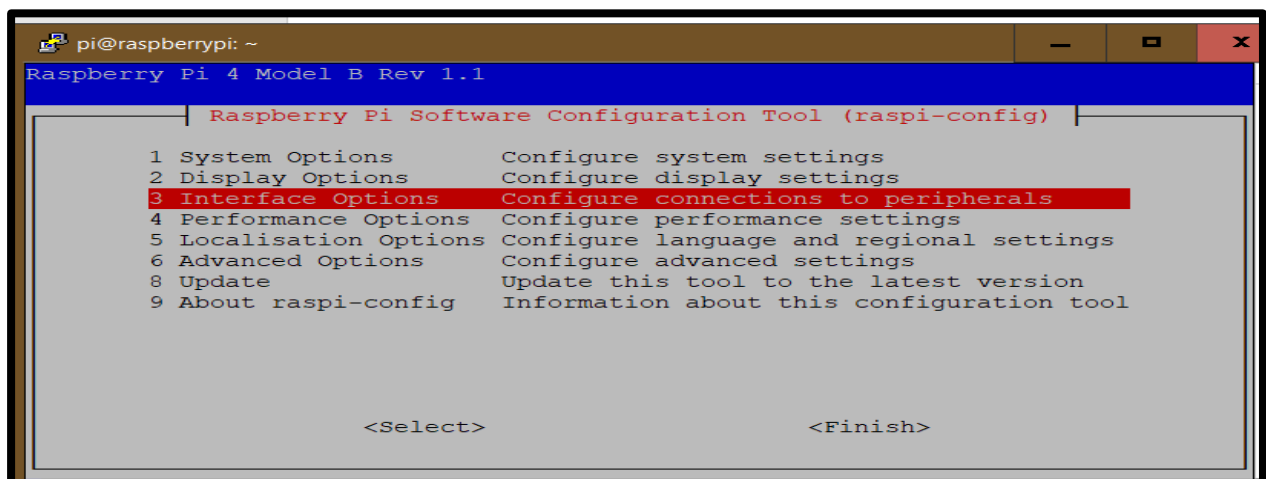 pi@raspberrypi: ~
Raspberry Pi 4 Model B Rev 1.1
Raspberry Pi Software Configuration Tool (raspi-config)
1 System Options Configure system settings
2 Display Options Configure display settings
3 Interface Options Configure connections to peripherals
4 Performance Options Configure performance settings
5 Localisation Options Configure language and regional settings
6 Advanced Options Configure advanced settings
8 Update Update this tool to the latest version
9 About raspi-config Information about this configuration tool
<Select> <Finish>